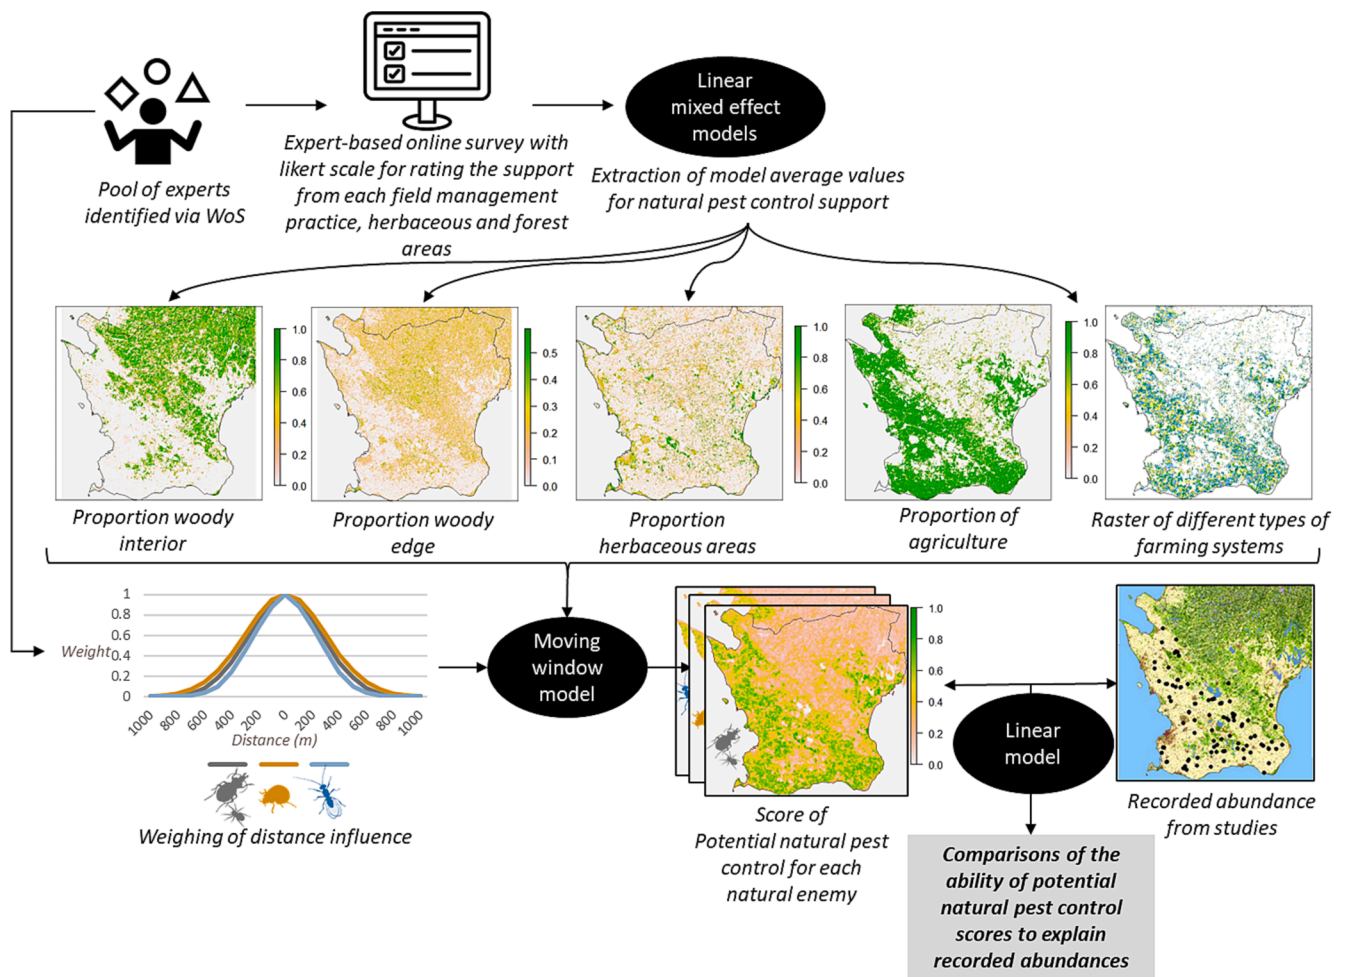 Pool of experts
identified via WoS
Expert-based online survey with
likert scale for rating the support
from each field management
practice, herbaceous and forest
areas
Linear
mixed effect
models
Extraction of model average values
for natural pest control support
1.0
0.8
0.6
0.4
0.2
0.0
Proportion woody
interior
0.5
0.4
0.3
0.2
0.1
0.0
Proportion woody
edge
1.0
0.8
0.6
0.4
0.2
0.0
Proportion
herbaceous areas
1.0
0.8
0.6
0.4
0.2
0.0
Proportion of
agriculture
Raster of different types of
farming systems
1
0.8
0.6
0.4
0.2
0
Weight
1000 800 600 400 200 0 200 400 600 800 1000
Distance (m)
Weighing of distance influence
Moving
window
model
1.0
0.8
0.6
0.4
0.2
0.0
Score of
Potential natural pest
control for each
natural enemy
Linear
model
Recorded abundance
from studies
Comparisons of the
ability of potential
natural pest control
scores to explain
recorded abundances